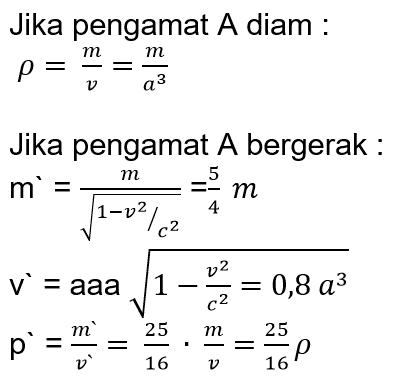 Jika pengamat A diam :
ρ = m/v = m/a³
Jika pengamat A bergerak :
m` = m/√(1−v²/c²) = 5/4 m
v` = aaa √(1 − v²/c² = 0,8 a³)
p` = m`/v` = 25/16 · m/v = 25/16 ρ